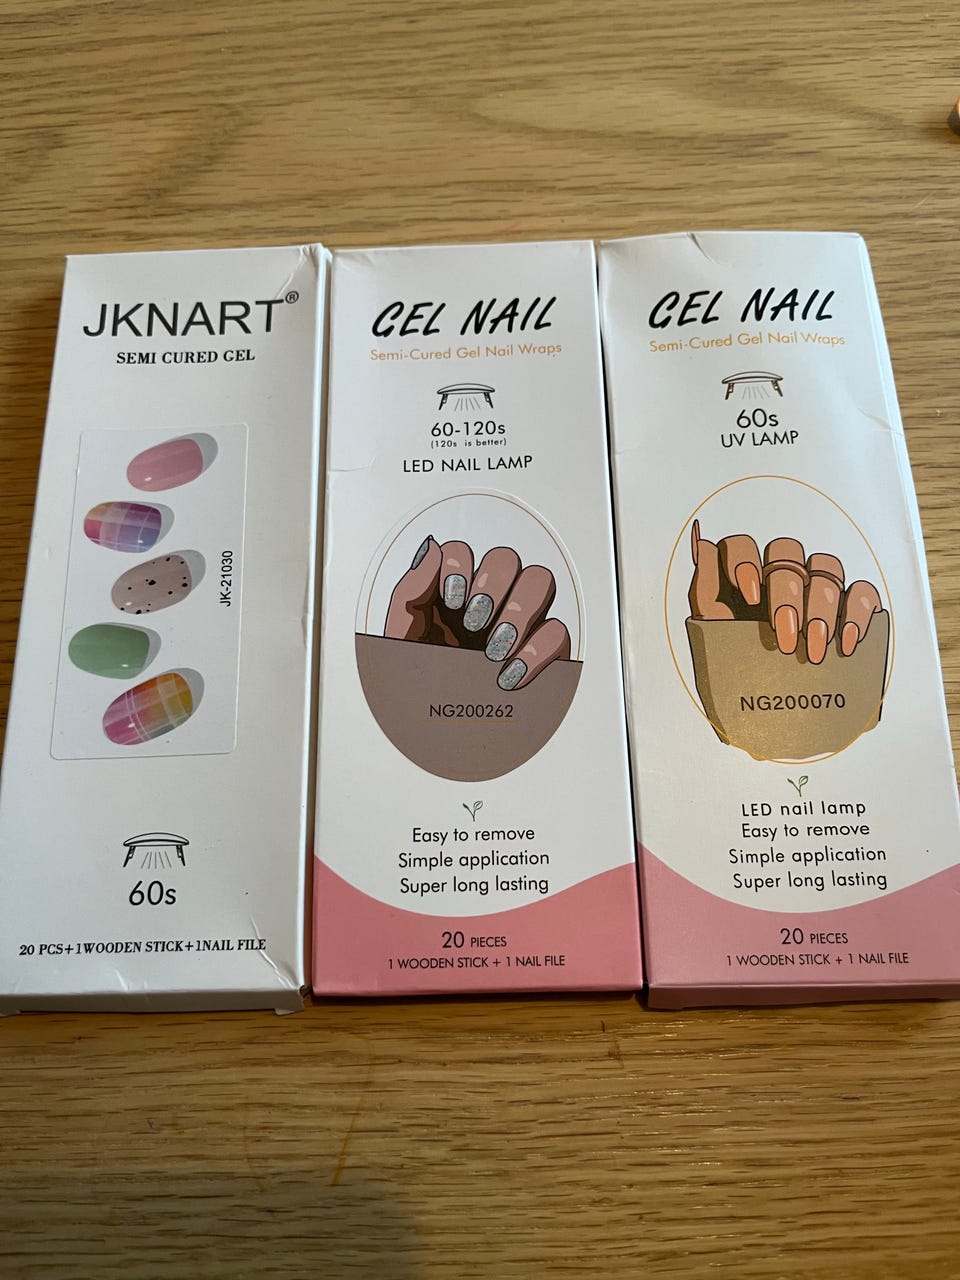 JKNART®
SEMI CURED GEL
JK-21030
60s
20 PCS+1WOODEN STICK+1NAIL FILE
GEL NAIL
Semi-Cured Gel Nail Wraps
60-120s
(120s is better)
LED NAIL LAMP
NG200262
Easy to remove
Simple application
Super long lasting
20 PIECES
1 WOODEN STICK + 1 NAIL FILE
GEL NAIL
Semi-Cured Gel Nail Wraps
60s
UV LAMP
NG200070
LED nail lamp
Easy to remove
Simple application
Super long lasting
20 PIECES
1 WOODEN STICK + 1 NAIL FILE